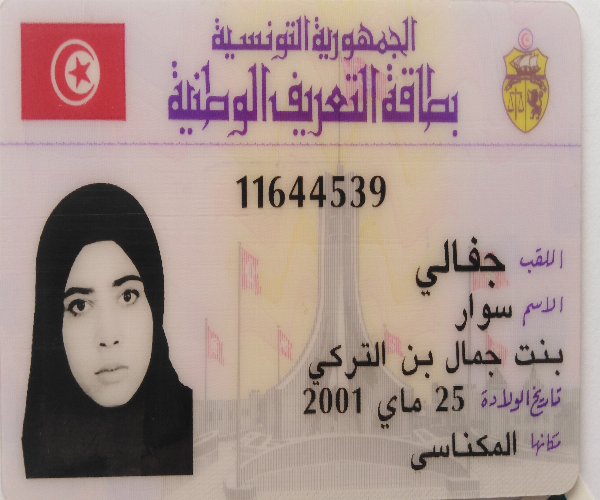 الجمهورية التونسية
بطاقة التعريف الوطنية
11644539
اللقب جفالي
الاسم سوار
بنت جمال بن التركي
تاريخ الولادة 25 ماي 2001
مكانها المكناسي